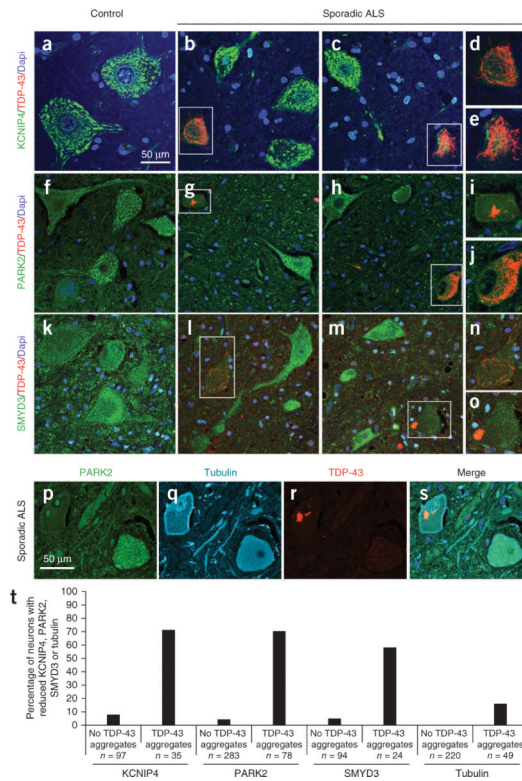 Control Sporadic ALS
a b c d
KCNIP4/TDP-43/Dapi
e
50 µm
f g h i
PARK2/TDP-43/Dapi
j
k l m n
SMYD3/TDP-43/Dapi
o
PARK2 Tubulin TDP-43 Merge
p q r s
Sporadic ALS
50 µm
t
Percentage of neurons with
reduced KCNIP4, PARK2,
SMYD3 or tubulin
100
90
80
70
60
50
40
30
20
10
0
No TDP-43 TDP-43 No TDP-43 TDP-43 No TDP-43 TDP-43 No TDP-43 TDP-43
aggregates aggregates aggregates aggregates aggregates aggregates aggregates aggregates
n = 97 n = 35 n = 283 n = 78 n = 94 n = 24 n = 220 n = 49
KCNIP4 PARK2 SMYD3 Tubulin